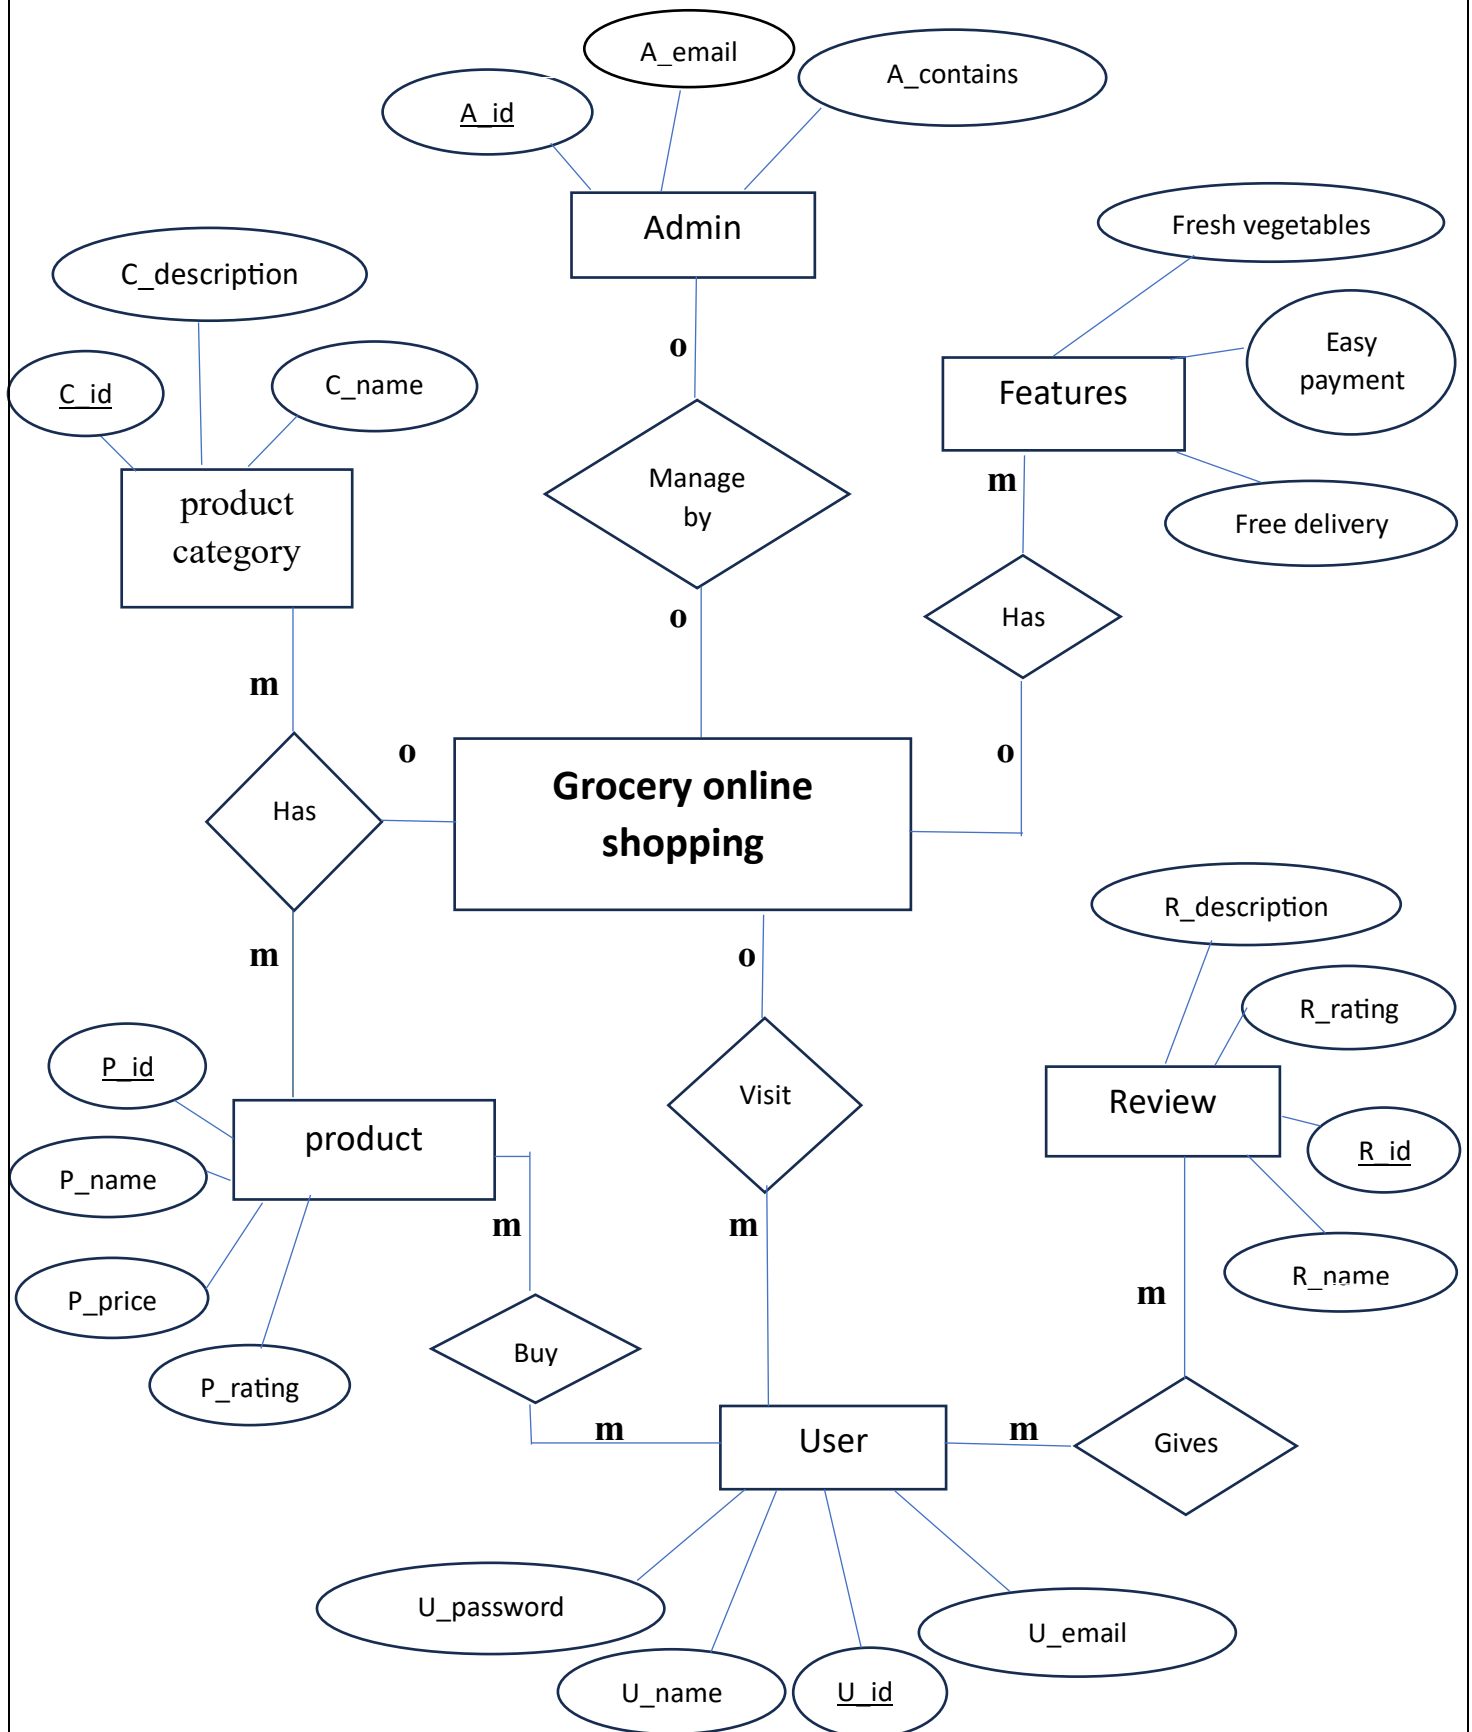 A_email
A_contains
A_id
Admin
Fresh vegetables
C_description
o
Easy
payment
C_id
C_name
Features
Manage
by
m
product
category
Free delivery
o
Has
m
o
o
Grocery online
shopping
Has
R_description
m
o
R_rating
P_id
Visit
Review
product
R_id
P_name
m
m
R_name
P_price
m
Buy
P_rating
m
User
m
Gives
U_password
U_email
U_name
U_id